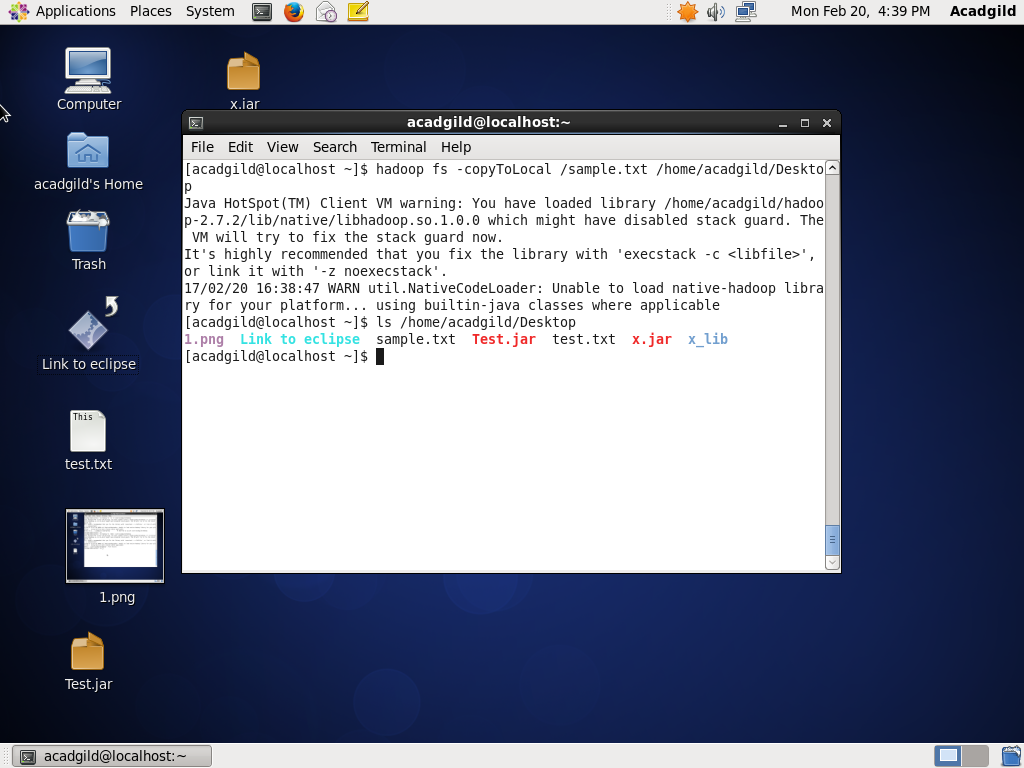 Applications Places System
Mon Feb 20, 4:39 PM Acadgild
Computer
x.jar
acadgild's Home
Trash
Link to eclipse
This
test.txt
1.png
Test.jar
acadgild@localhost:~
File Edit View Search Terminal Help
[acadgild@localhost ~]$ hadoop fs -copyToLocal /sample.txt /home/acadgild/Deskto
p
Java HotSpot(TM) Client VM warning: You have loaded library /home/acadgild/hadoo
p-2.7.2/lib/native/libhadoop.so.1.0.0 which might have disabled stack guard. The
 VM will try to fix the stack guard now.
It's highly recommended that you fix the library with 'execstack -c <libfile>',
or link it with '-z noexecstack'.
17/02/20 16:38:47 WARN util.NativeCodeLoader: Unable to load native-hadoop libra
ry for your platform... using builtin-java classes where applicable
[acadgild@localhost ~]$ ls /home/acadgild/Desktop
1.png  Link to eclipse  sample.txt  Test.jar  test.txt  x.jar  x_lib
[acadgild@localhost ~]$
acadgild@localhost:~